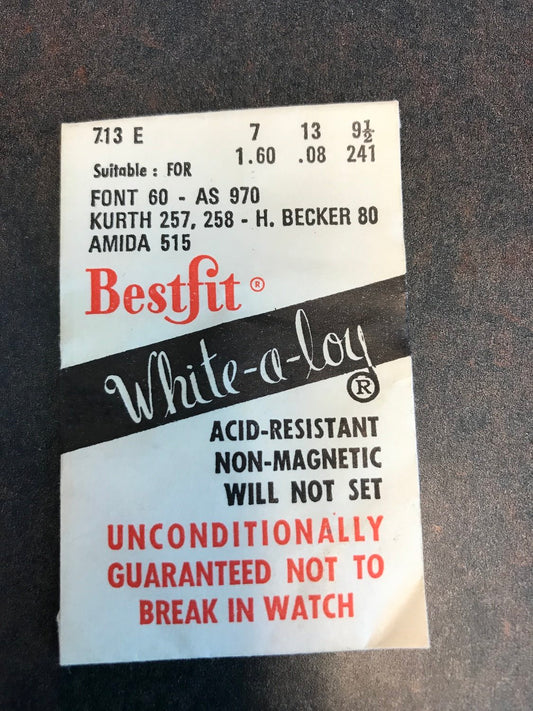 713 E 7 13 9½
1.60 .08 241
Suitable : FOR
FONT 60 - AS 970
KURTH 257, 258 - H. BECKER 80
AMIDA 515
Bestfit ®
White-a-loy ®
ACID-RESISTANT
NON-MAGNETIC
WILL NOT SET
UNCONDITIONALLY
GUARANTEED NOT TO
BREAK IN WATCH